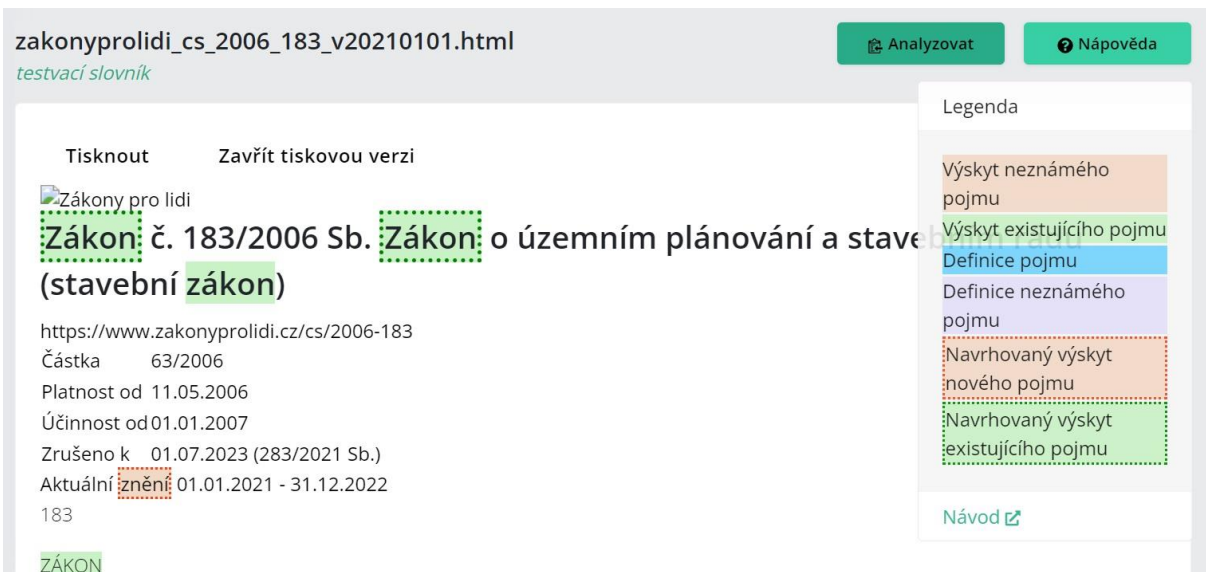 zakonyprolidi_cs_2006_183_v20210101.html
testvací slovník
Analyzovat
Nápověda
Tisknout
Zavřít tiskovou verzi
Zákony pro lidi
Zákon č. 183/2006 Sb. Zákon o územním plánování a stavebním řádu
(stavební zákon)
https://www.zakonyprolidi.cz/cs/2006-183
Částka 63/2006
Platnost od 11.05.2006
Účinnost od 01.01.2007
Zrušeno k 01.07.2023 (283/2021 Sb.)
Aktuální znění 01.01.2021 - 31.12.2022
183
ZÁKON
Legenda
Výskyt neznámého
pojmu
Výskyt existujícího pojmu
Definice pojmu
Definice neznámého
pojmu
Navrhovaný výskyt
nového pojmu
Navrhovaný výskyt
existujícího pojmu
Návod